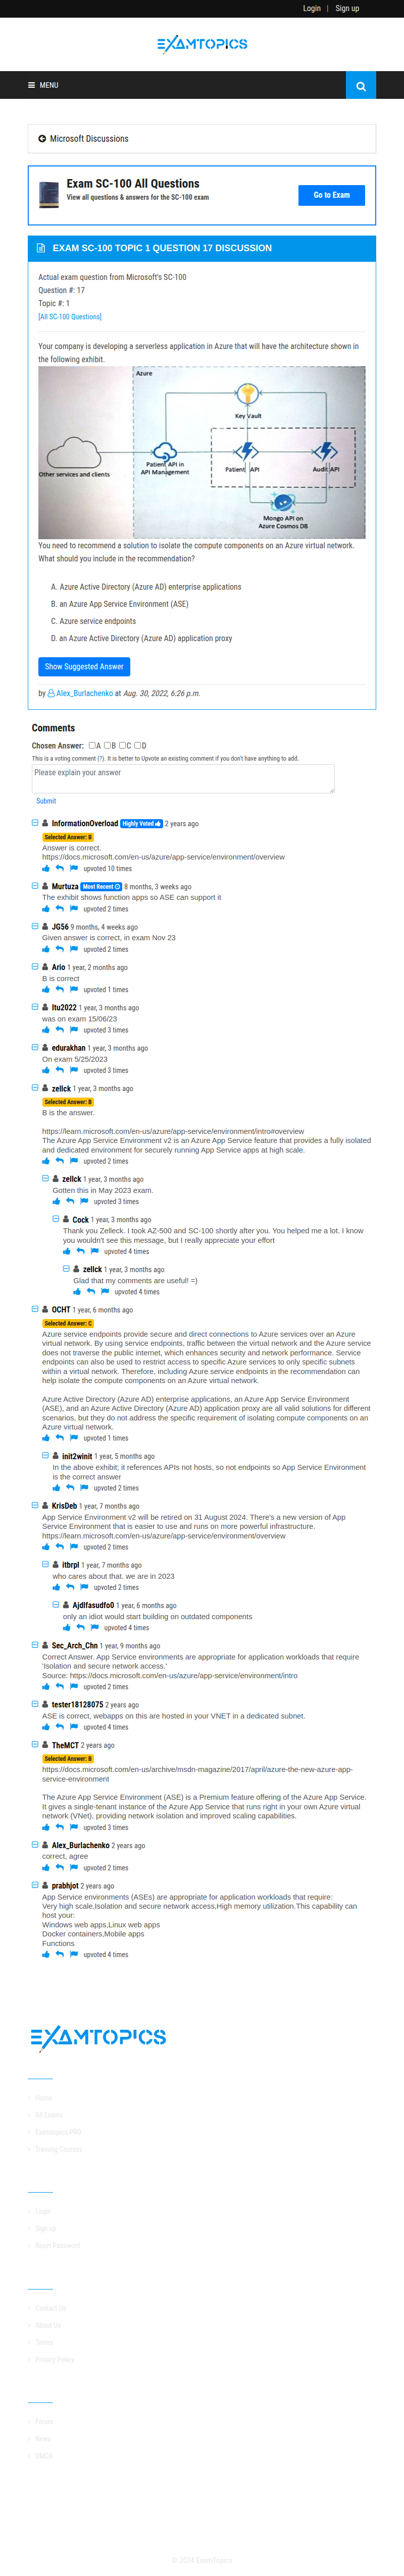 Login | Sign up
EXAMTOPICS
MENU
Microsoft Discussions
Exam SC-100 All Questions
View all questions & answers for the SC-100 exam
Go to Exam
EXAM SC-100 TOPIC 1 QUESTION 17 DISCUSSION
Actual exam question from Microsoft's SC-100
Question #: 17
Topic #: 1
[All SC-100 Questions]
Your company is developing a serverless application in Azure that will have the architecture shown in
the following exhibit.
Azure
Key Vault
Other services and clients
Patient API in
API Management
Patient API
Audit API
Mongo API on
Azure Cosmos DB
You need to recommend a solution to isolate the compute components on an Azure virtual network.
What should you include in the recommendation?
A. Azure Active Directory (Azure AD) enterprise applications
B. an Azure App Service Environment (ASE)
C. Azure service endpoints
D. an Azure Active Directory (Azure AD) application proxy
Show Suggested Answer
by Alex_Burlachenko at Aug. 30, 2022, 6:26 p.m.
Comments
Chosen Answer: A B C D
This is a voting comment (?). It is better to Upvote an existing comment if you don't have anything to add.
Please explain your answer
Submit
InformationOverload Highly Voted 2 years ago
Selected Answer: B
Answer is correct.
https://docs.microsoft.com/en-us/azure/app-service/environment/overview
upvoted 10 times
Murtuza Most Recent 8 months, 3 weeks ago
The exhibit shows function apps so ASE can support it
upvoted 2 times
JG56 9 months, 4 weeks ago
Given answer is correct, in exam Nov 23
upvoted 2 times
Ario 1 year, 2 months ago
B is correct
upvoted 1 times
Itu2022 1 year, 3 months ago
was on exam 15/06/23
upvoted 3 times
edurakhan 1 year, 3 months ago
On exam 5/25/2023
upvoted 3 times
zellck 1 year, 3 months ago
Selected Answer: B
B is the answer.
https://learn.microsoft.com/en-us/azure/app-service/environment/intro#overview
The Azure App Service Environment v2 is an Azure App Service feature that provides a fully isolated
and dedicated environment for securely running App Service apps at high scale.
upvoted 2 times
zellck 1 year, 3 months ago
Gotten this in May 2023 exam.
upvoted 3 times
Cock 1 year, 3 months ago
Thank you Zelleck. I took AZ-500 and SC-100 shortly after you. You helped me a lot. I know
you wouldn't see this message, but I really appreciate your effort
upvoted 4 times
zellck 1 year, 3 months ago
Glad that my comments are useful! =)
upvoted 4 times
OCHT 1 year, 6 months ago
Selected Answer: C
Azure service endpoints provide secure and direct connections to Azure services over an Azure
virtual network. By using service endpoints, traffic between the virtual network and the Azure service
does not traverse the public internet, which enhances security and network performance. Service
endpoints can also be used to restrict access to specific Azure services to only specific subnets
within a virtual network. Therefore, including Azure service endpoints in the recommendation can
help isolate the compute components on an Azure virtual network.
Azure Active Directory (Azure AD) enterprise applications, an Azure App Service Environment
(ASE), and an Azure Active Directory (Azure AD) application proxy are all valid solutions for different
scenarios, but they do not address the specific requirement of isolating compute components on an
Azure virtual network.
upvoted 1 times
init2winit 1 year, 5 months ago
In the above exhibit; it references APIs not hosts, so not endpoints so App Service Environment
is the correct answer
upvoted 2 times
KrisDeb 1 year, 7 months ago
App Service Environment v2 will be retired on 31 August 2024. There's a new version of App
Service Environment that is easier to use and runs on more powerful infrastructure.
https://learn.microsoft.com/en-us/azure/app-service/environment/overview
upvoted 2 times
itbrpl 1 year, 7 months ago
who cares about that. we are in 2023
upvoted 2 times
Ajdlfasudfo0 1 year, 6 months ago
only an idiot would start building on outdated components
upvoted 4 times
Sec_Arch_Chn 1 year, 9 months ago
Correct Answer. App Service environments are appropriate for application workloads that require
'Isolation and secure network access.'
Source: https://docs.microsoft.com/en-us/azure/app-service/environment/intro
upvoted 2 times
tester18128075 2 years ago
ASE is correct, webapps on this are hosted in your VNET in a dedicated subnet.
upvoted 4 times
TheMCT 2 years ago
Selected Answer: B
https://docs.microsoft.com/en-us/archive/msdn-magazine/2017/april/azure-the-new-azure-app-
service-environment
The Azure App Service Environment (ASE) is a Premium feature offering of the Azure App Service.
It gives a single-tenant instance of the Azure App Service that runs right in your own Azure virtual
network (VNet), providing network isolation and improved scaling capabilities.
upvoted 3 times
Alex_Burlachenko 2 years ago
correct, agree
upvoted 2 times
prabhjot 2 years ago
App Service environments (ASEs) are appropriate for application workloads that require:
Very high scale,Isolation and secure network access,High memory utilization.This capability can
host your:
Windows web apps,Linux web apps
Docker containers,Mobile apps
Functions
upvoted 4 times
EXAMTOPICS
Home
All Exams
Examtopics PRO
Training Courses
Login
Sign up
Reset Password
Contact Us
About Us
Terms
Privacy Policy
Forum
News
DMCA
© 2024 ExamTopics